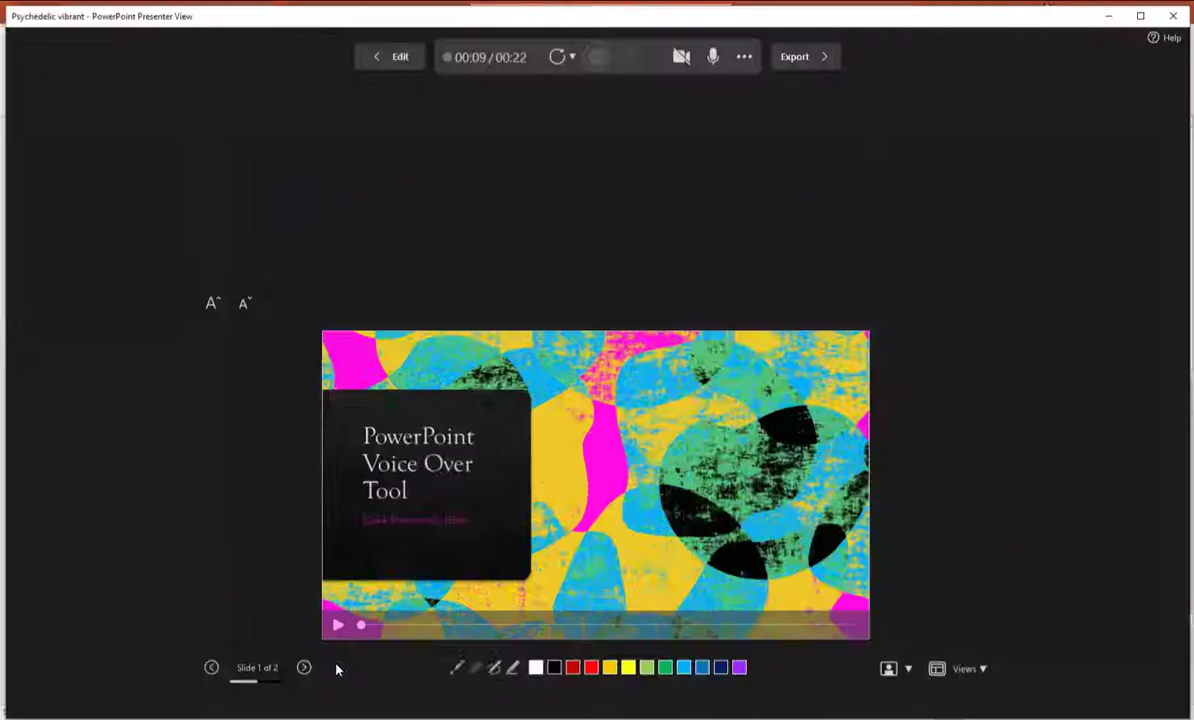 Psychedelic vibrant - PowerPoint Presenter View
Help
Edit
00:09 / 00:22
Export
A A
PowerPoint
Voice Over
Tool
Slide 1 of 2
Views